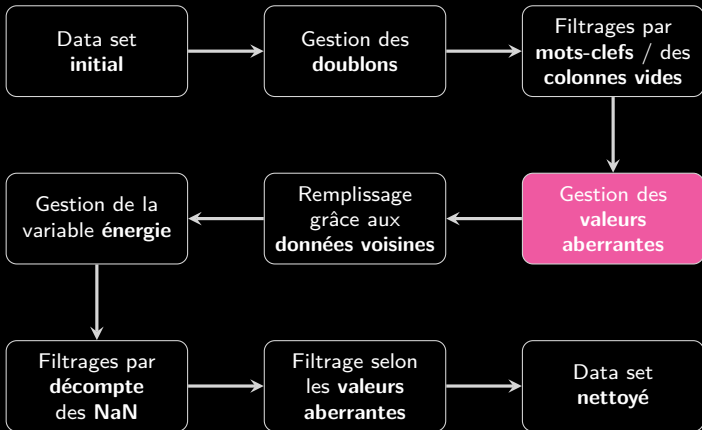 Data set
initial
Gestion des
doublons
Filtrages par
mots-clefs / des
colonnes vides
Gestion des
valeurs
aberrantes
Remplissage
grâce aux
données voisines
Gestion de la
variable énergie
Filtrages par
décompte
des NaN
Filtrage selon
les valeurs
aberrantes
Data set
nettoyé